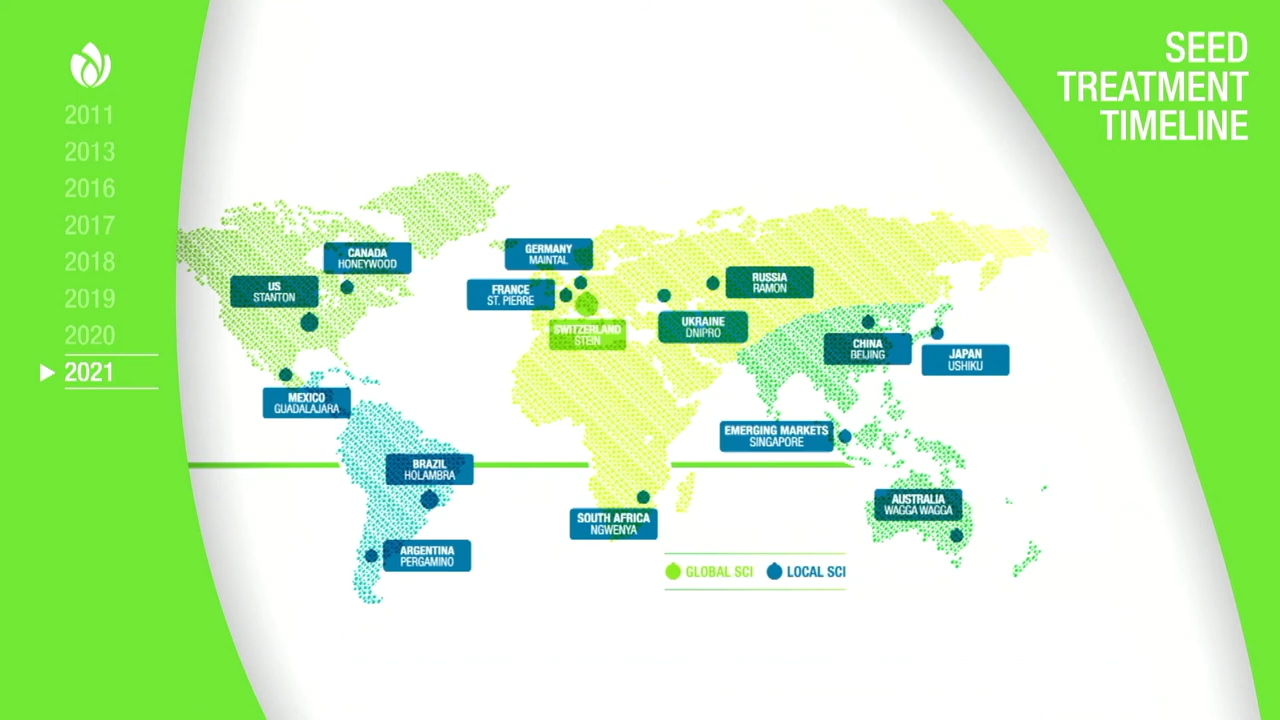 SEED
TREATMENT
TIMELINE
2011
2013
2016
2017
2018
2019
2020
2021
CANADA
HONEYWOOD
US
STANTON
MEXICO
GUADALAJARA
BRAZIL
HOLAMBRA
ARGENTINA
PERGAMINO
GERMANY
MAINTAL
FRANCE
ST. PIERRE
SWITZERLAND
STEIN
RUSSIA
RAMON
UKRAINE
DNIPRO
CHINA
BEIJING
JAPAN
USHIKU
EMERGING MARKETS
SINGAPORE
SOUTH AFRICA
NGWENYA
AUSTRALIA
WAGGA WAGGA
GLOBAL SCI
LOCAL SCI